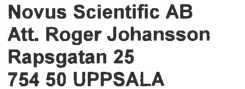 Novus Scientific AB
Att. Roger Johansson
Rapsgatan 25
754 50 UPPSALA